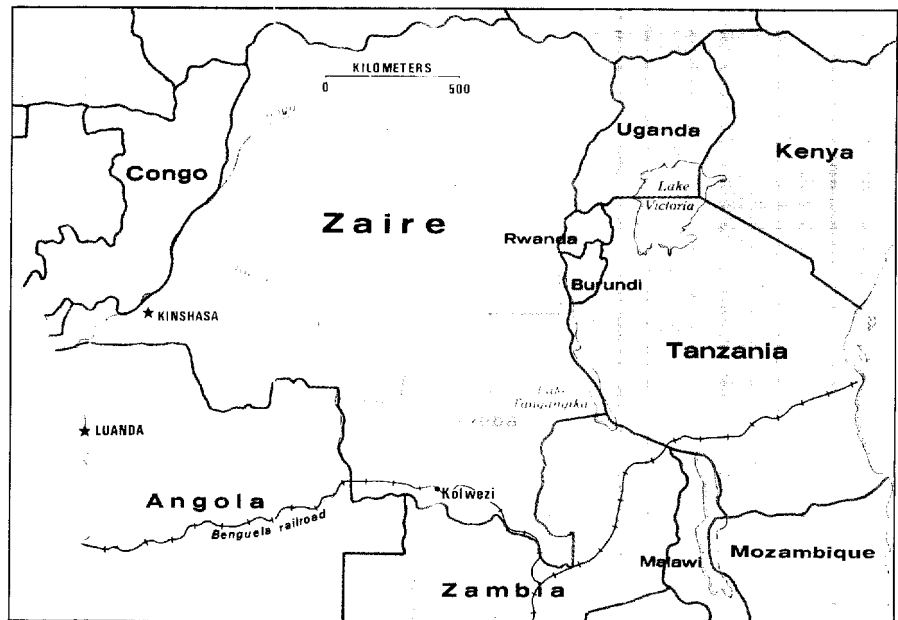 KILOMETERS
0 500
Uganda
Kenya
Congo
Lake
Victoria
Zaire
Rwanda
Burundi
KINSHASA
Tanzania
Lake
Tanganyika
LUANDA
Kolwezi
Angola
Benguela railroad
Mozambique
Malawi
Zambia